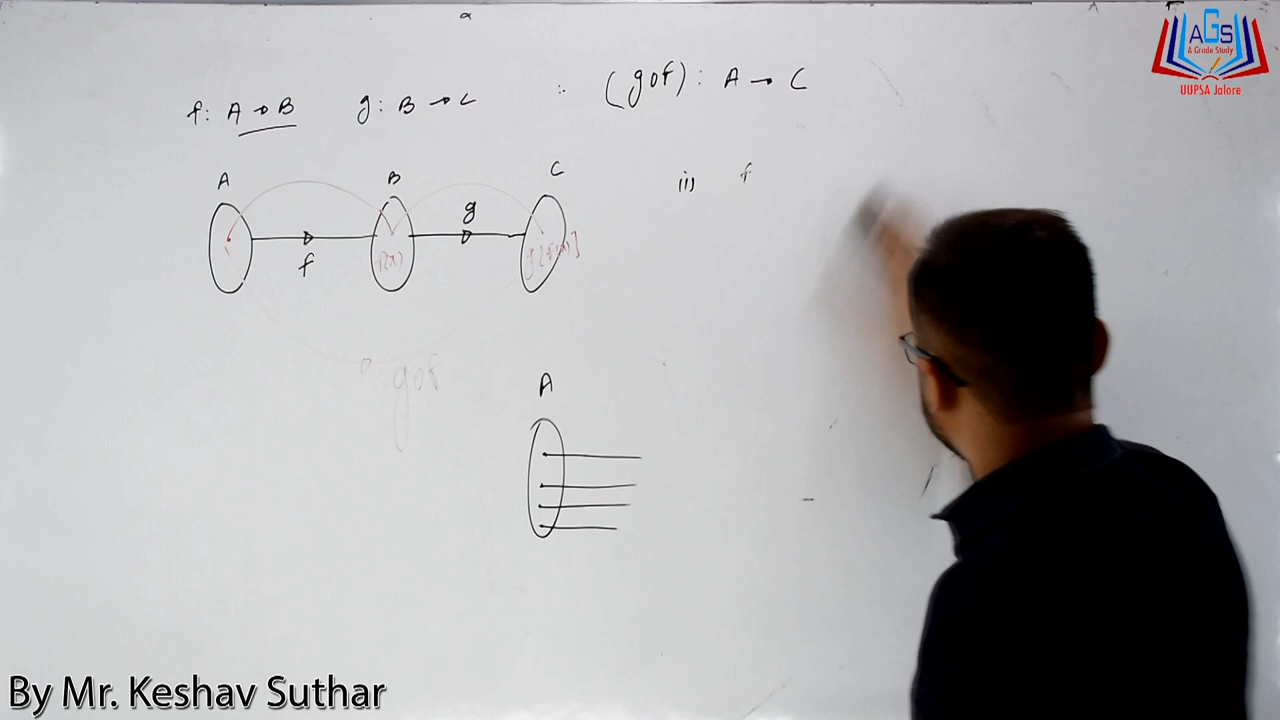 f: A → B g: B → C ∴ (gof): A → C
A B C
ii) f
g
f
f(x) g[f(x)]
gof
A
AGS
A Grade Study
UUPSA Jalore
By Mr. Keshav Suthar